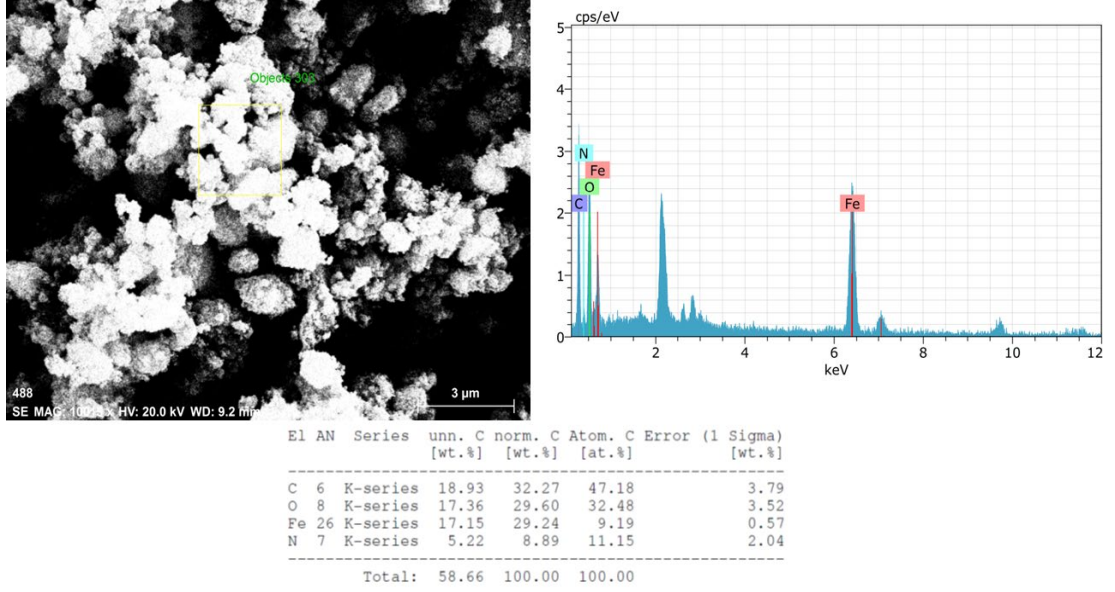 Objects 303
488
3 µm
SE MAG: HV: 20.0 kV WD: 9.2 mm
cps/eV
5
4
3
2
1
0
N
Fe
O
C
Fe
2 4 6 8 10 12
keV
El AN Series unn. C norm. C Atom. C Error (1 Sigma)
[wt.%] [wt.%] [at.%] [wt.%]
C 6 K-series 18.93 32.27 47.18 3.79
O 8 K-series 17.36 29.60 32.48 3.52
Fe 26 K-series 17.15 29.24 9.19 0.57
N 7 K-series 5.22 8.89 11.15 2.04
Total: 58.66 100.00 100.00